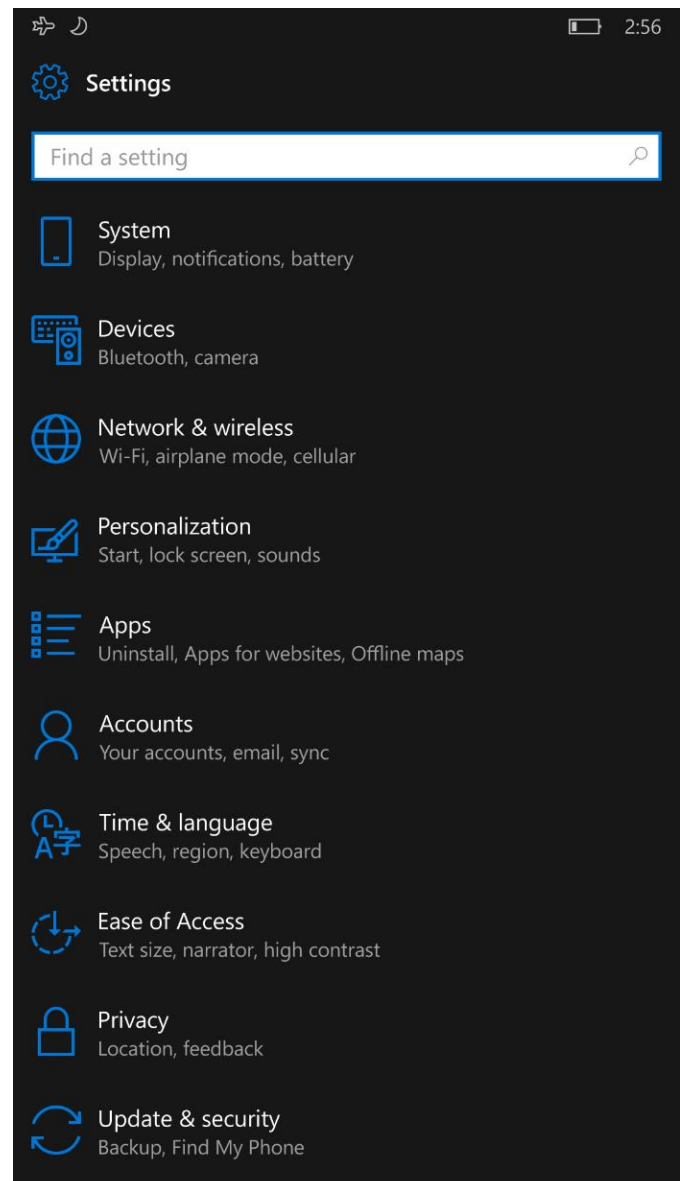 2:56
Settings
Find a setting
System
Display, notifications, battery
Devices
Bluetooth, camera
Network & wireless
Wi-Fi, airplane mode, cellular
Personalization
Start, lock screen, sounds
Apps
Uninstall, Apps for websites, Offline maps
Accounts
Your accounts, email, sync
Time & language
Speech, region, keyboard
Ease of Access
Text size, narrator, high contrast
Privacy
Location, feedback
Update & security
Backup, Find My Phone